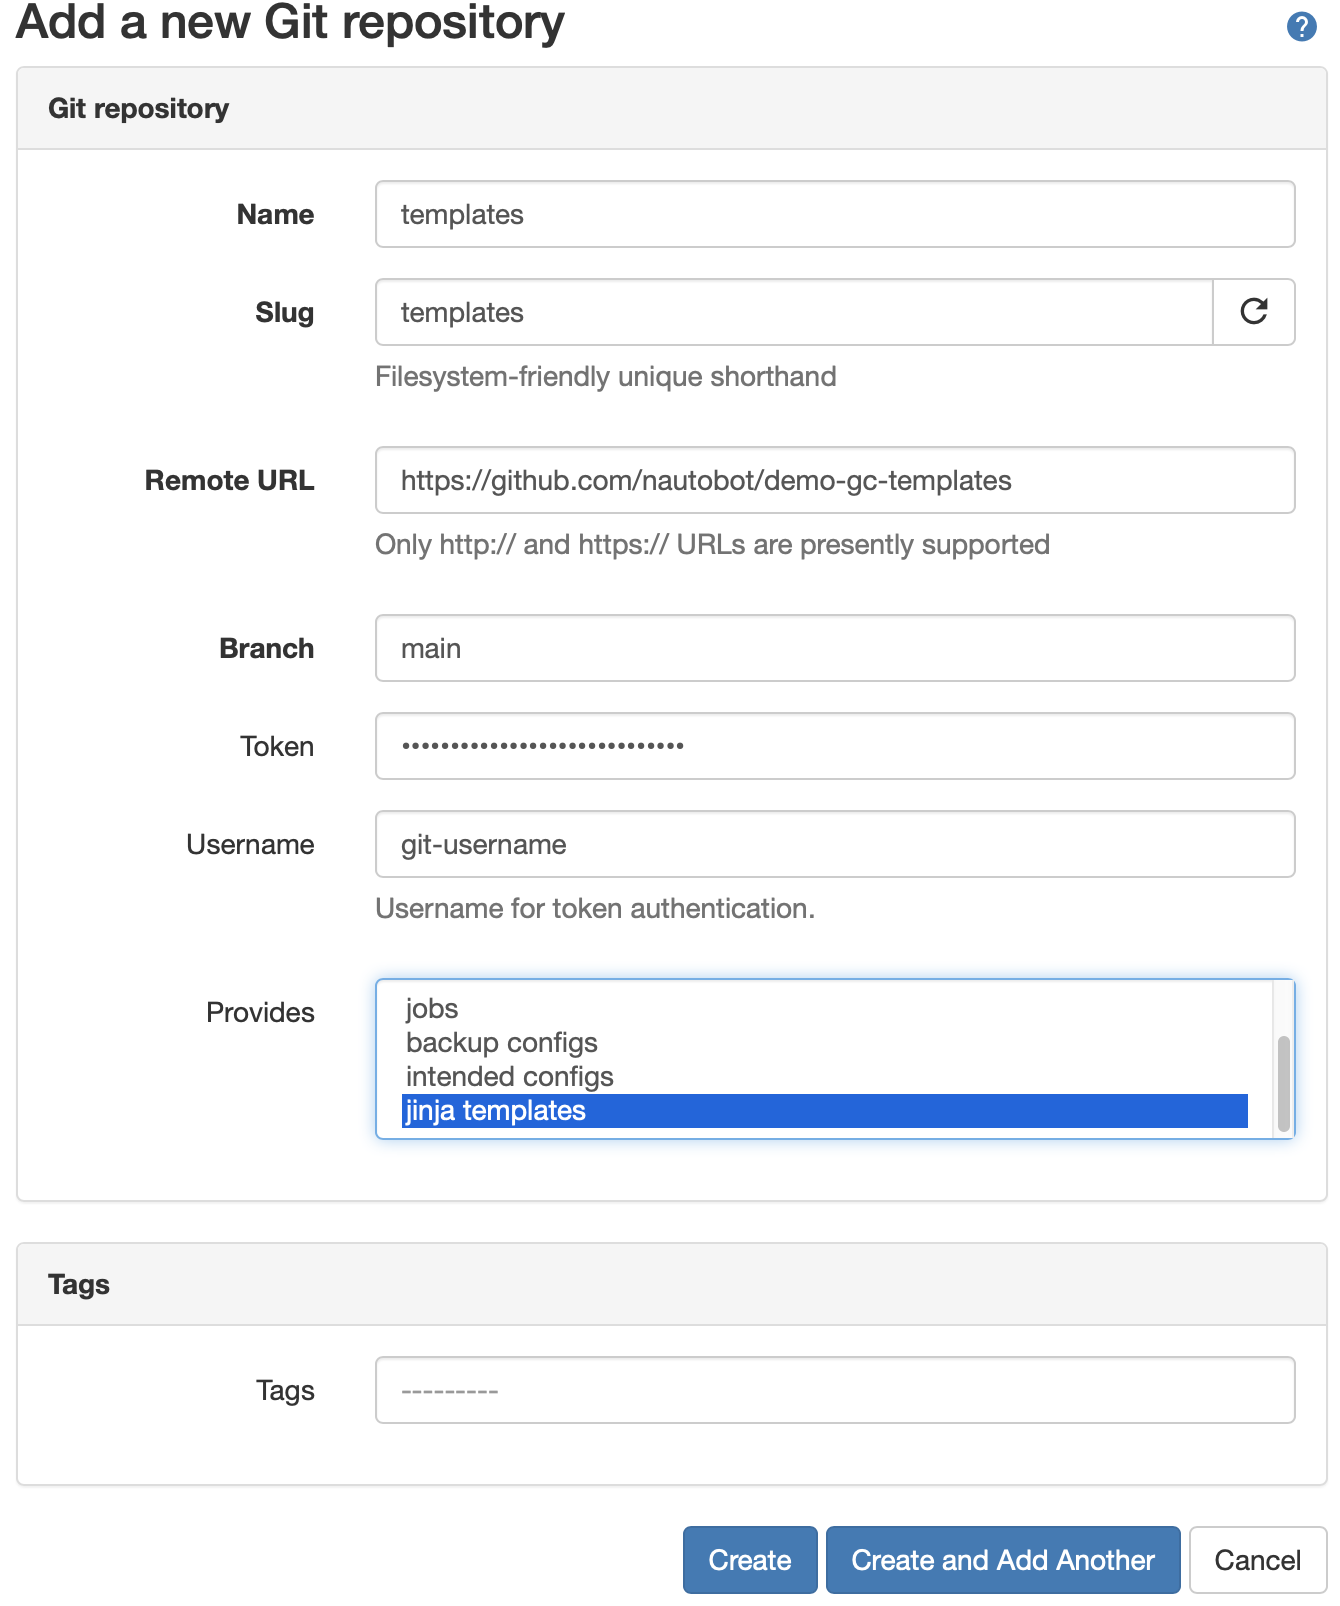 Add a new Git repository
?
Git repository
Name
templates
Slug
templates
Filesystem-friendly unique shorthand
Remote URL
https://github.com/nautobot/demo-gc-templates
Only http:// and https:// URLs are presently supported
Branch
main
Token
•••••••••••••••••••••••••••••
Username
git-username
Username for token authentication.
Provides
jobs
backup configs
intended configs
jinja templates
Tags
Tags
---------
Create
Create and Add Another
Cancel